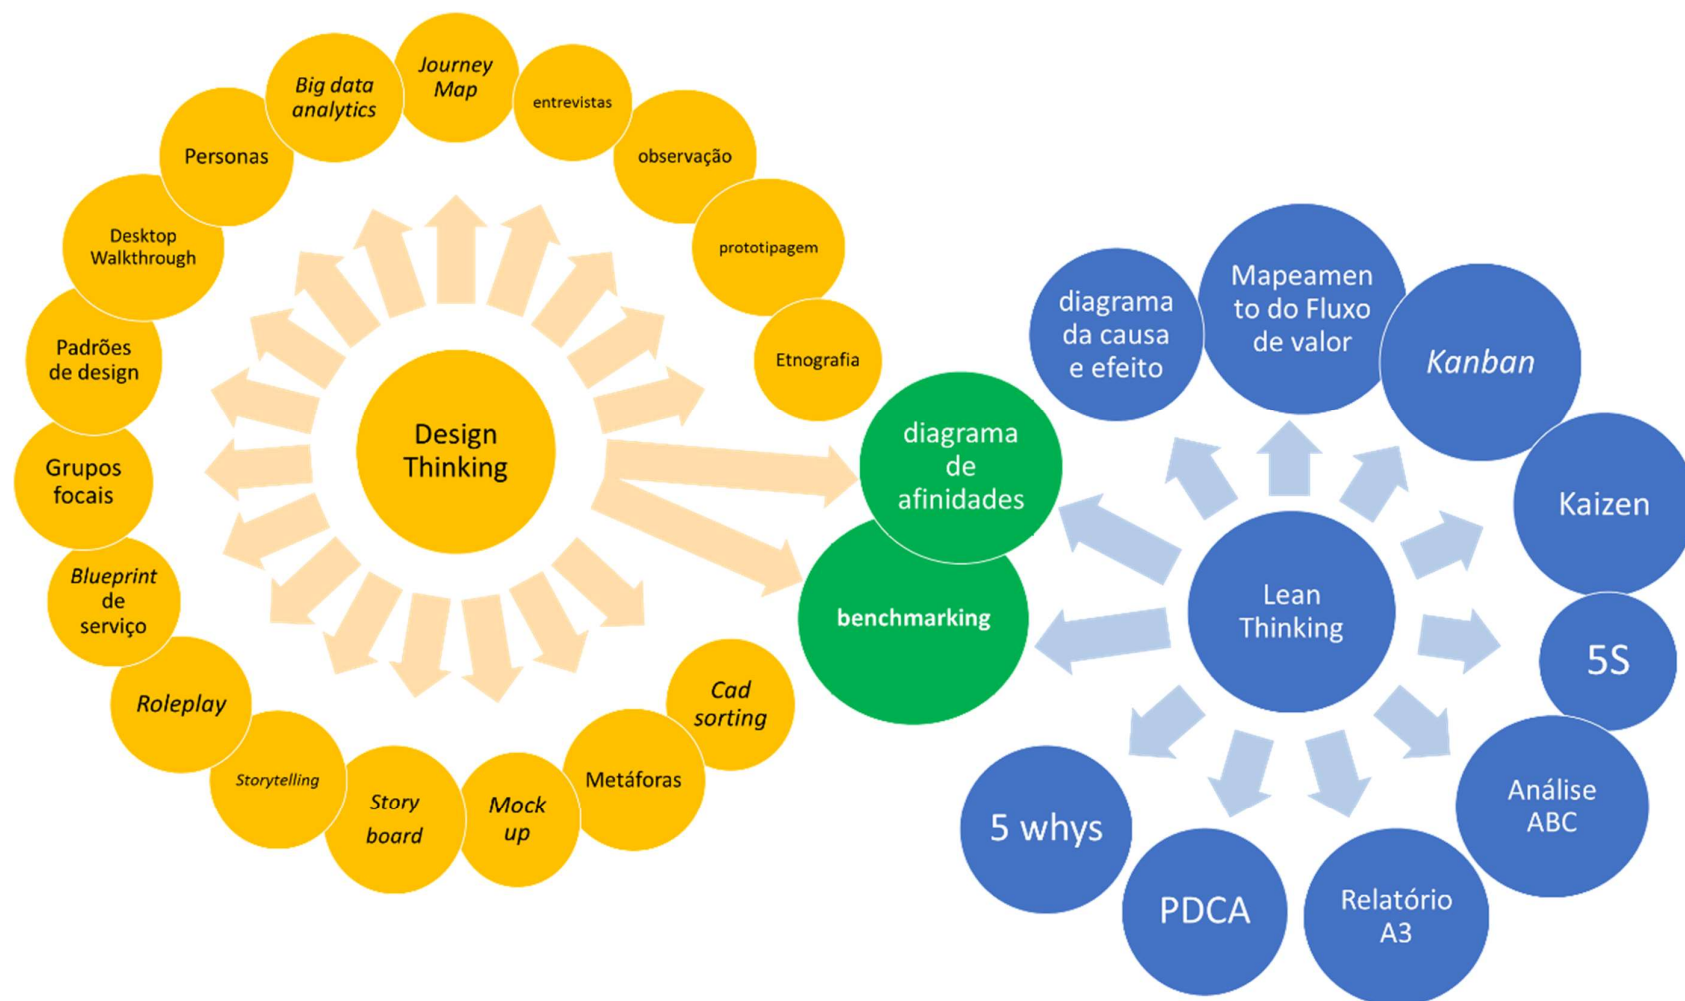 Journey
Map
Big data
analytics
entrevistas
Personas
observação
Desktop
Walkthrough
prototipagem
Padrões
de design
Etnografia
Design
Thinking
Grupos
focais
Blueprint
de
serviço
Roleplay
Storytelling
Story
board
Mock
up
Metáforas
Cad
sorting
diagrama
de
afinidades
benchmarking
diagrama
da causa
e efeito
Mapeamen
to do Fluxo
de valor
Kanban
Kaizen
Lean
Thinking
5S
Análise
ABC
Relatório
A3
PDCA
5 whys